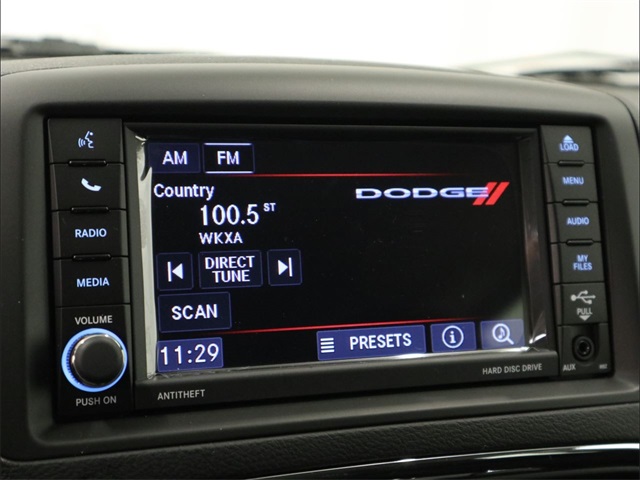 AM FM
Country
100.5 ST
WKXA
DIRECT TUNE
SCAN
11:29
PRESETS
DODGE
RADIO
MEDIA
VOLUME
PUSH ON
ANTITHEFT
HARD DISC DRIVE
LOAD
MENU
AUDIO
MY FILES
PULL
AUX